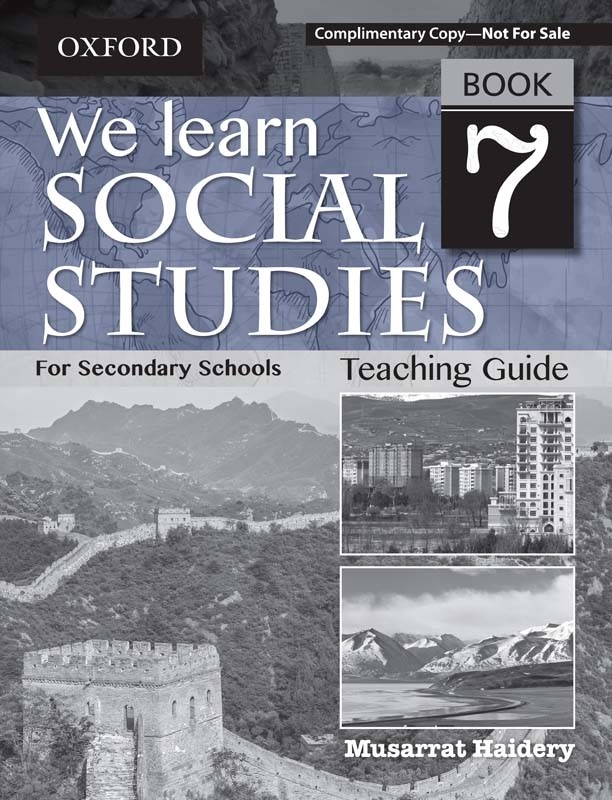 OXFORD
Complimentary Copy—Not For Sale
BOOK
7
We learn
SOCIAL
STUDIES
For Secondary Schools
Teaching Guide
Musarrat Haidery